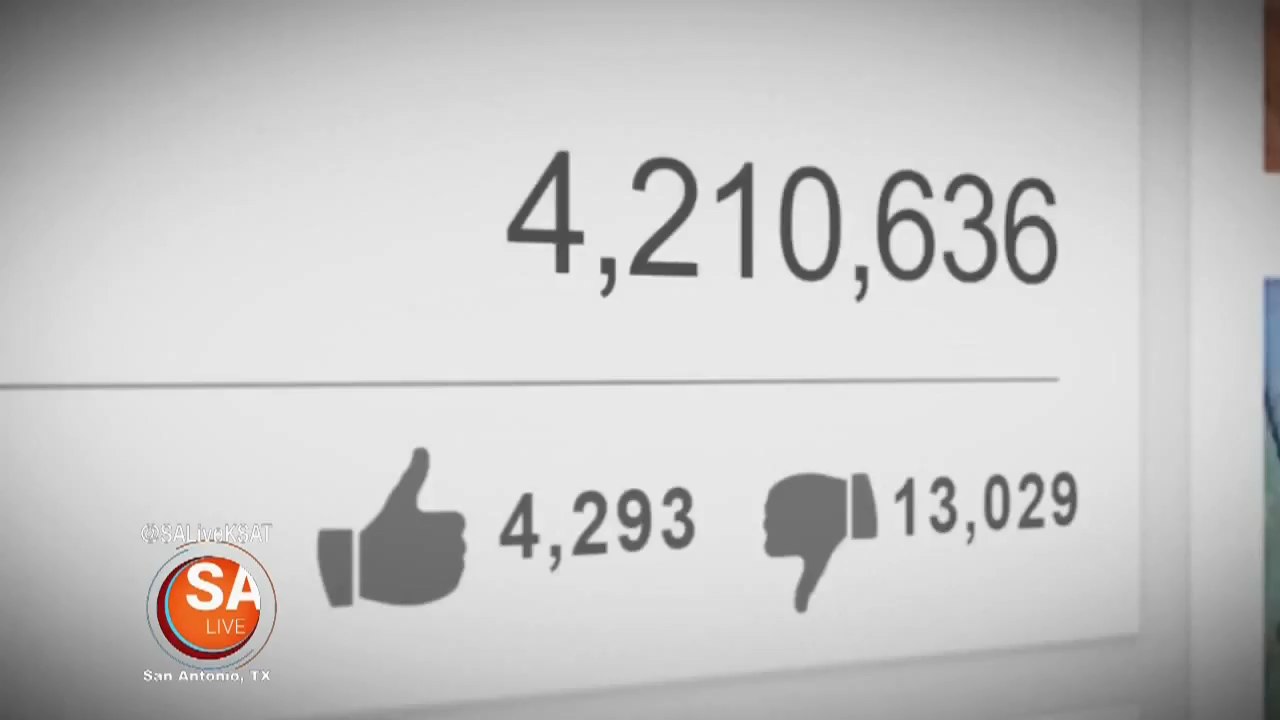 4,210,636
4,293 13,029
@SALiveKSAT
SA
LIVE
San Antonio, TX